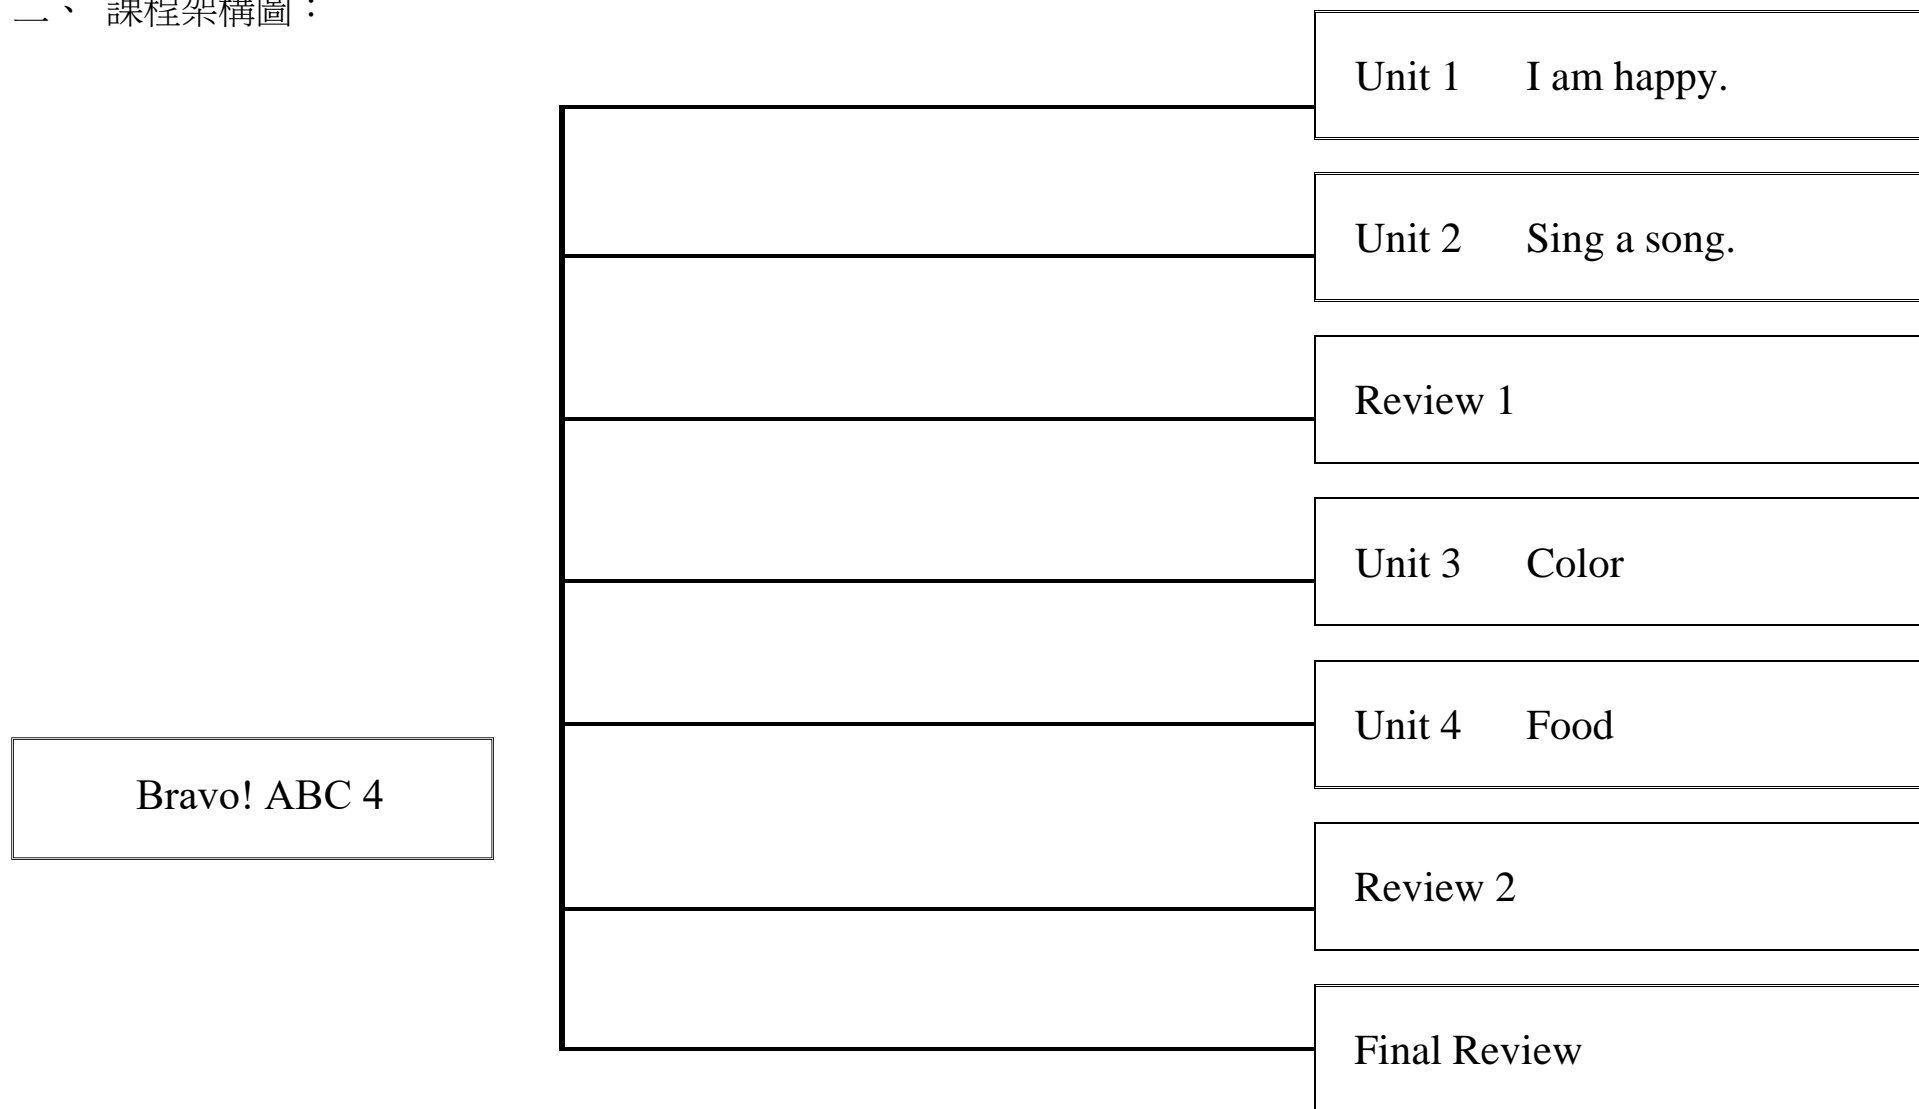 二、 課程架構圖：
Unit 1 I am happy.
Unit 2 Sing a song.
Review 1
Unit 3 Color
Unit 4 Food
Bravo! ABC 4
Review 2
Final Review